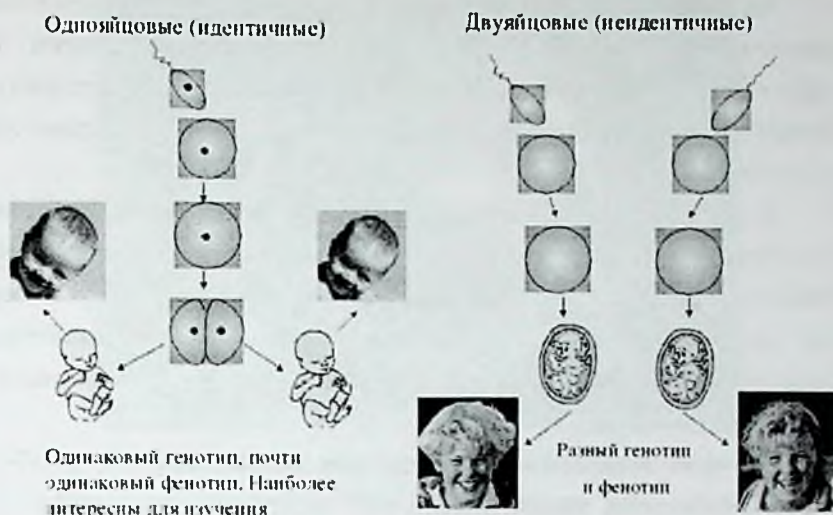 Однояйцовые (идентичные)
Двуяйцовые (неидентичные)
Одинаковый генотип, почти
одинаковый фенотип. Наиболее
интересны для изучения
Разный генотип
и фенотип